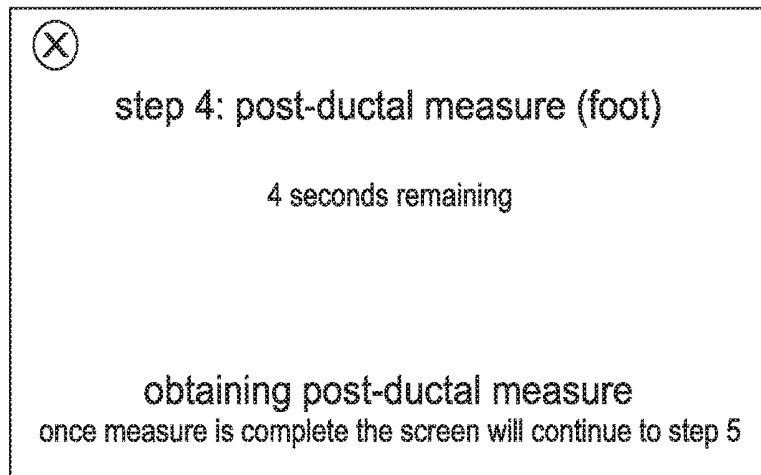 X
step 4: post-ductal measure (foot)
4 seconds remaining
obtaining post-ductal measure
once measure is complete the screen will continue to step 5